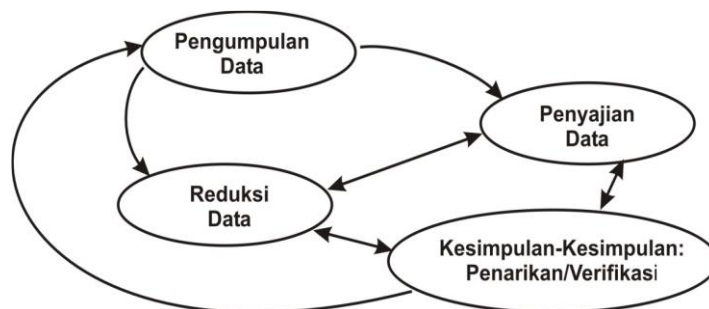 Pengumpulan
Data
Penyajian
Data
Reduksi
Data
Kesimpulan-Kesimpulan:
Penarikan/Verifikasi